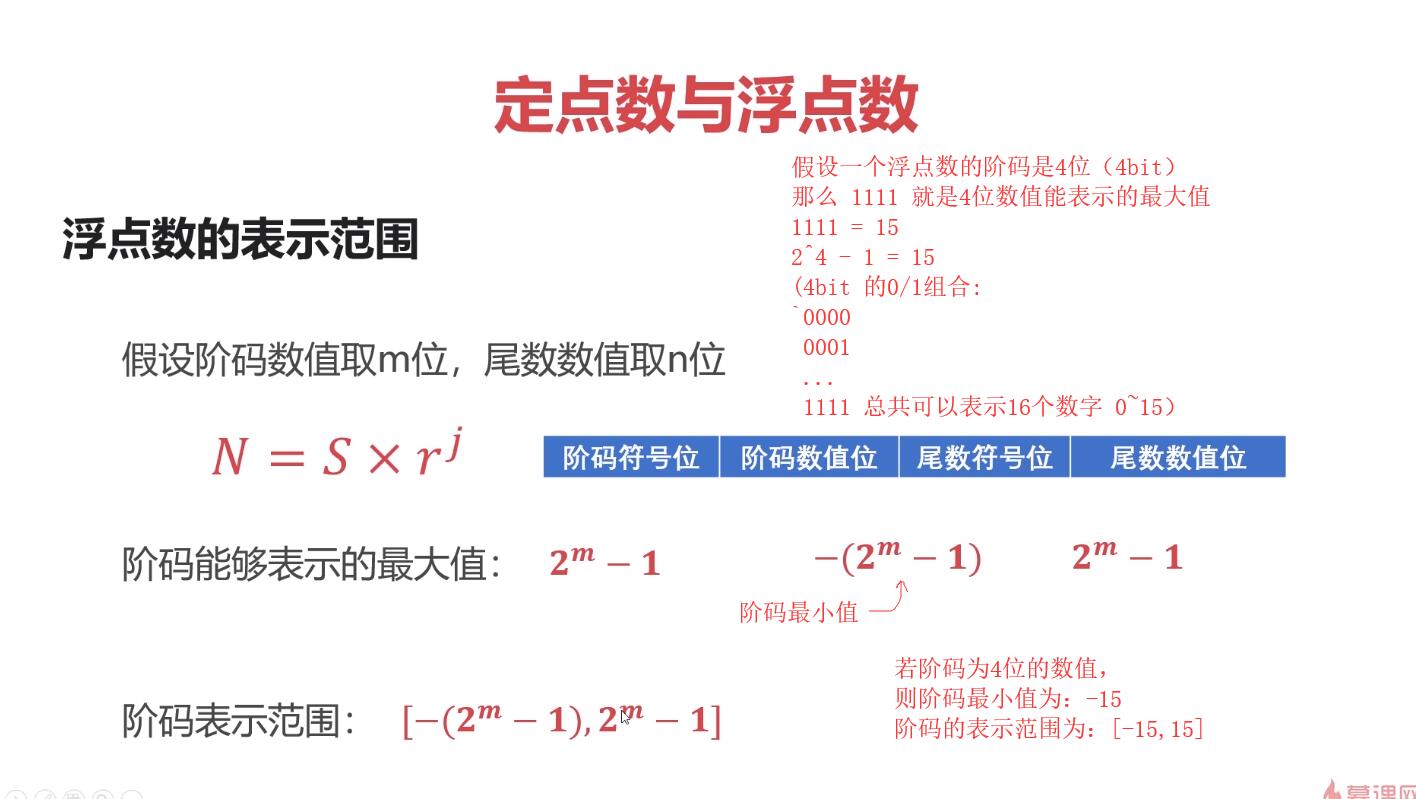 定点数与浮点数
假设一个浮点数的阶码是4位（4bit）
那么 1111 就是4位数值能表示的最大值
1111 = 15
2^4 - 1 = 15
(4bit 的0/1组合:
`0000
0001
...
1111 总共可以表示16个数字 0~15）
浮点数的表示范围
假设阶码数值取m位，尾数数值取n位
N = S × r^j
阶码符号位 阶码数值位 尾数符号位 尾数数值位
阶码能够表示的最大值： 2^m − 1 −(2^m − 1) 2^m − 1
阶码最小值
若阶码为4位的数值，
则阶码最小值为：-15
阶码的表示范围为：[-15,15]
阶码表示范围： [−(2^m − 1), 2^m − 1]
慕课网